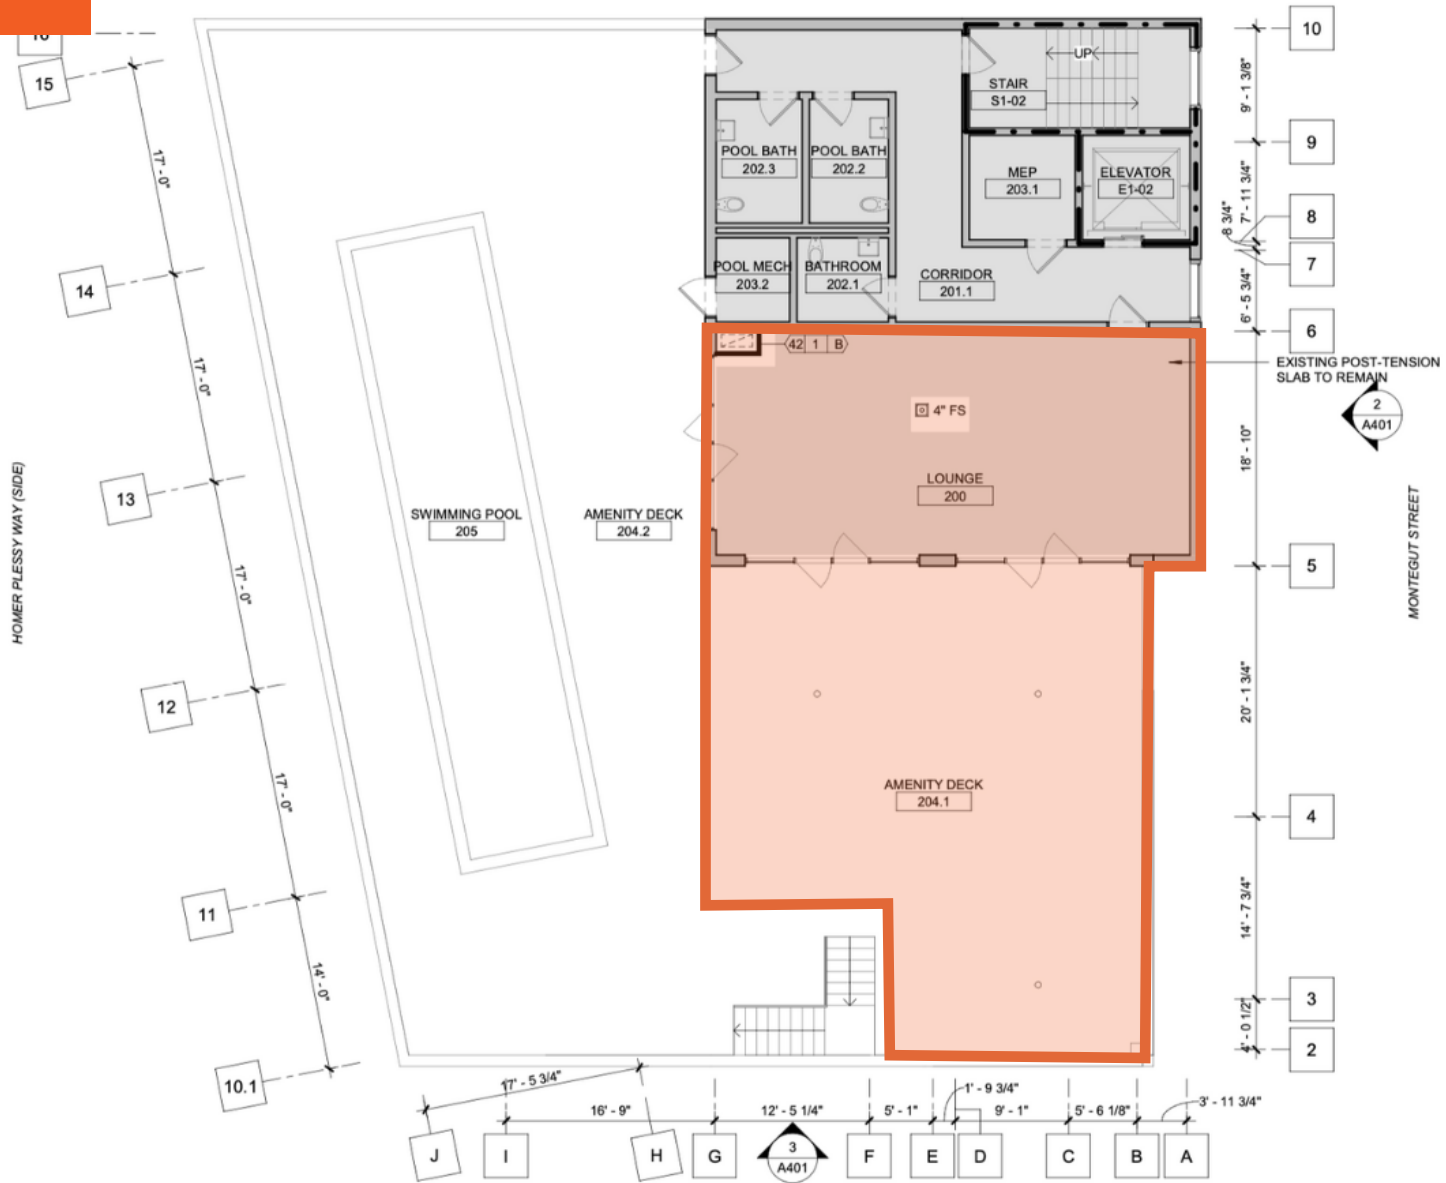 10
15
14
13
12
11
10.1
17' - 0"
17' - 0"
17' - 0"
17' - 0"
14' - 0"
HOMER PLESSY WAY (SIDE)
UP
STAIR
S1-02
POOL BATH
202.3
POOL BATH
202.2
MEP
203.1
ELEVATOR
E1-02
POOL MECH
203.2
BATHROOM
202.1
CORRIDOR
201.1
42 1 B
4" FS
LOUNGE
200
SWIMMING POOL
205
AMENITY DECK
204.2
AMENITY DECK
204.1
EXISTING POST-TENSION
SLAB TO REMAIN
2
A401
MONTEGUT STREET
9' - 1 3/8"
7' - 11 3/4"
8 3/4"
6' - 5 3/4"
18' - 10"
20' - 1 3/4"
14' - 7 3/4"
4' - 0 1/2"
9
8
7
6
5
4
3
2
17' - 5 3/4"
16' - 9"
12' - 5 1/4"
5' - 1"
1' - 9 3/4"
9' - 1"
5' - 6 1/8"
3' - 11 3/4"
J
I
H
G
3
A401
F
E
D
C
B
A